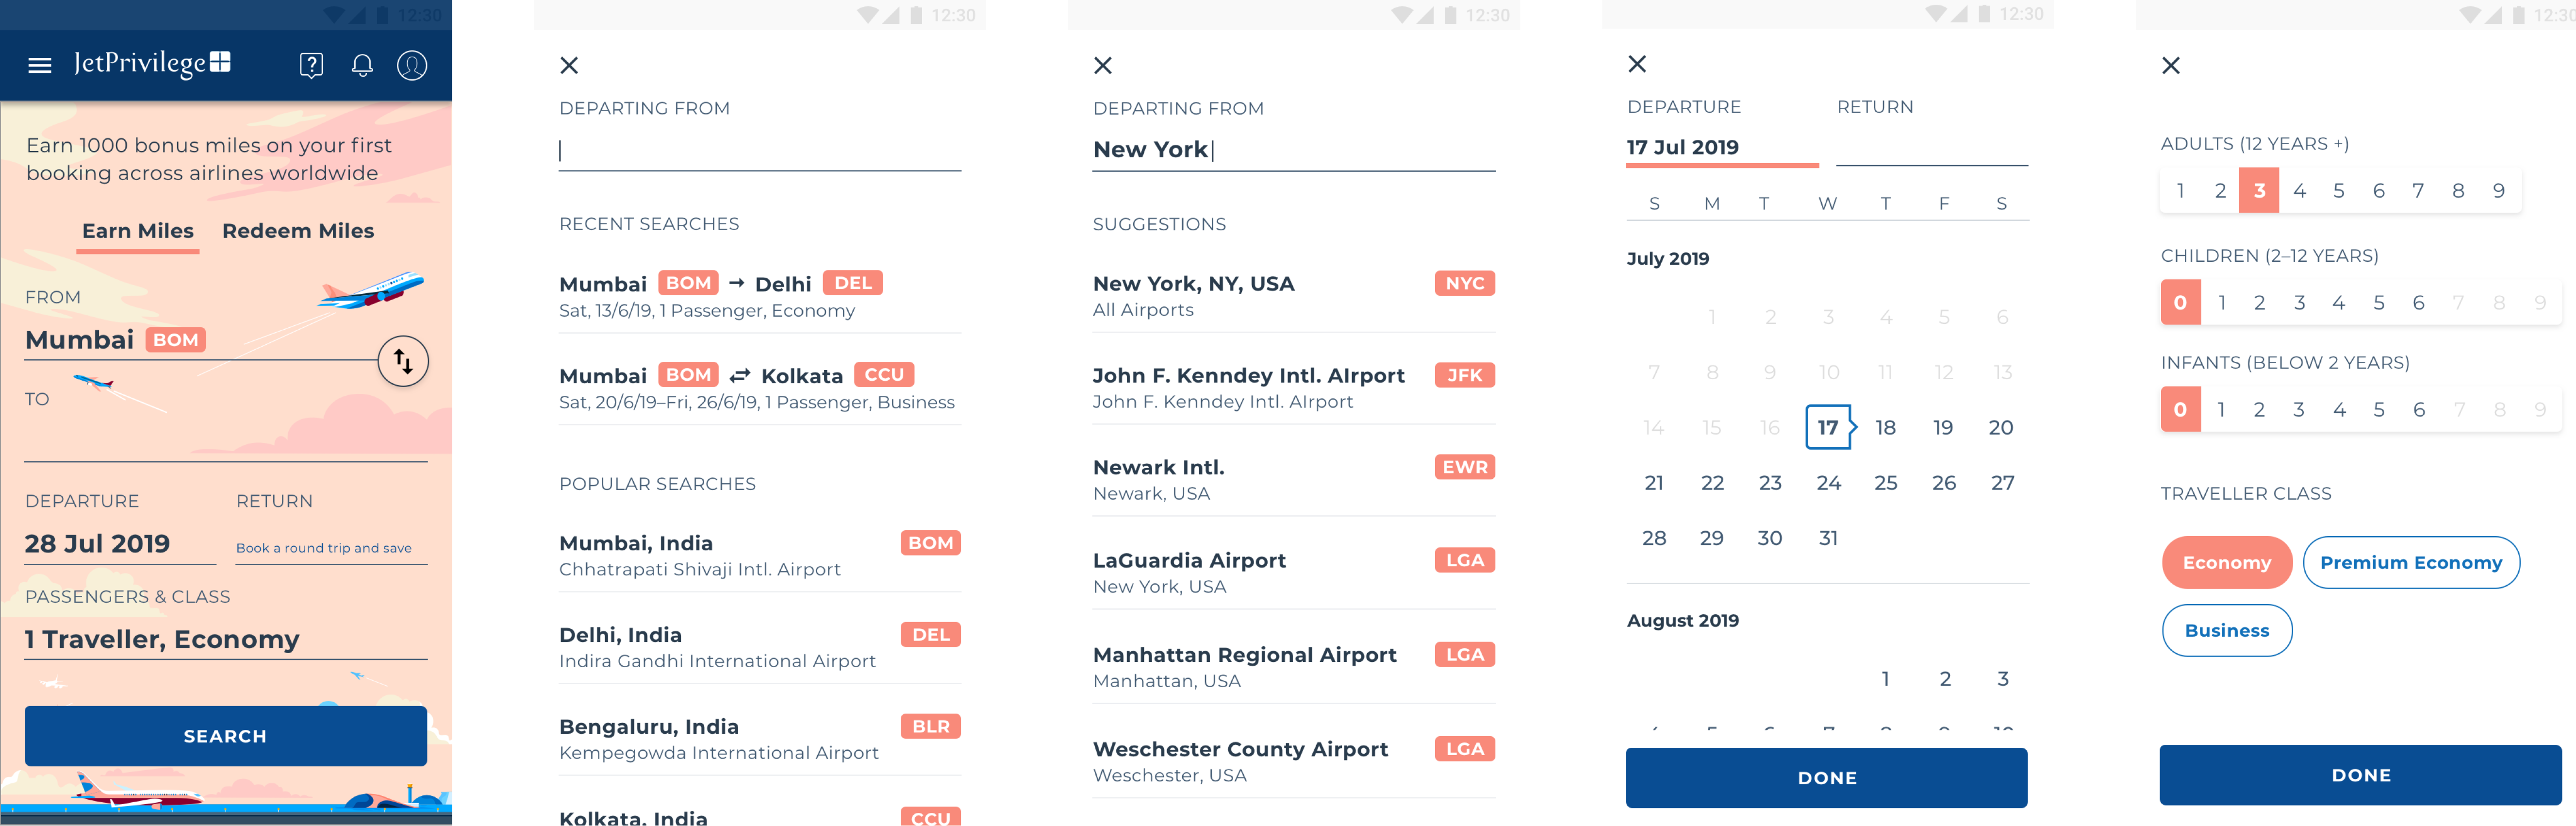 12:30
JetPrivilege
?
Earn 1000 bonus miles on your first
booking across airlines worldwide
Earn Miles Redeem Miles
FROM
Mumbai BOM
TO
DEPARTURE RETURN
28 Jul 2019 Book a round trip and save
PASSENGERS & CLASS
1 Traveller, Economy
SEARCH
12:30
DEPARTING FROM
RECENT SEARCHES
Mumbai BOM → Delhi DEL
Sat, 13/6/19, 1 Passenger, Economy
Mumbai BOM ⇄ Kolkata CCU
Sat, 20/6/19–Fri, 26/6/19, 1 Passenger, Business
POPULAR SEARCHES
Mumbai, India BOM
Chhatrapati Shivaji Intl. Airport
Delhi, India DEL
Indira Gandhi International Airport
Bengaluru, India BLR
Kempegowda International Airport
Kolkata, India CCU
12:30
DEPARTING FROM
New York
SUGGESTIONS
New York, NY, USA NYC
All Airports
John F. Kenndey Intl. AIrport JFK
John F. Kenndey Intl. AIrport
Newark Intl. EWR
Newark, USA
LaGuardia Airport LGA
New York, USA
Manhattan Regional Airport LGA
Manhattan, USA
Weschester County Airport LGA
Weschester, USA
12:30
DEPARTURE RETURN
17 Jul 2019
S M T W T F S
July 2019
1 2 3 4 5 6
7 8 9 10 11 12 13
14 15 16 17 18 19 20
21 22 23 24 25 26 27
28 29 30 31
August 2019
1 2 3
DONE
12:30
ADULTS (12 YEARS +)
1 2 3 4 5 6 7 8 9
CHILDREN (2–12 YEARS)
0 1 2 3 4 5 6 7 8 9
INFANTS (BELOW 2 YEARS)
0 1 2 3 4 5 6 7 8 9
TRAVELLER CLASS
Economy Premium Economy
Business
DONE